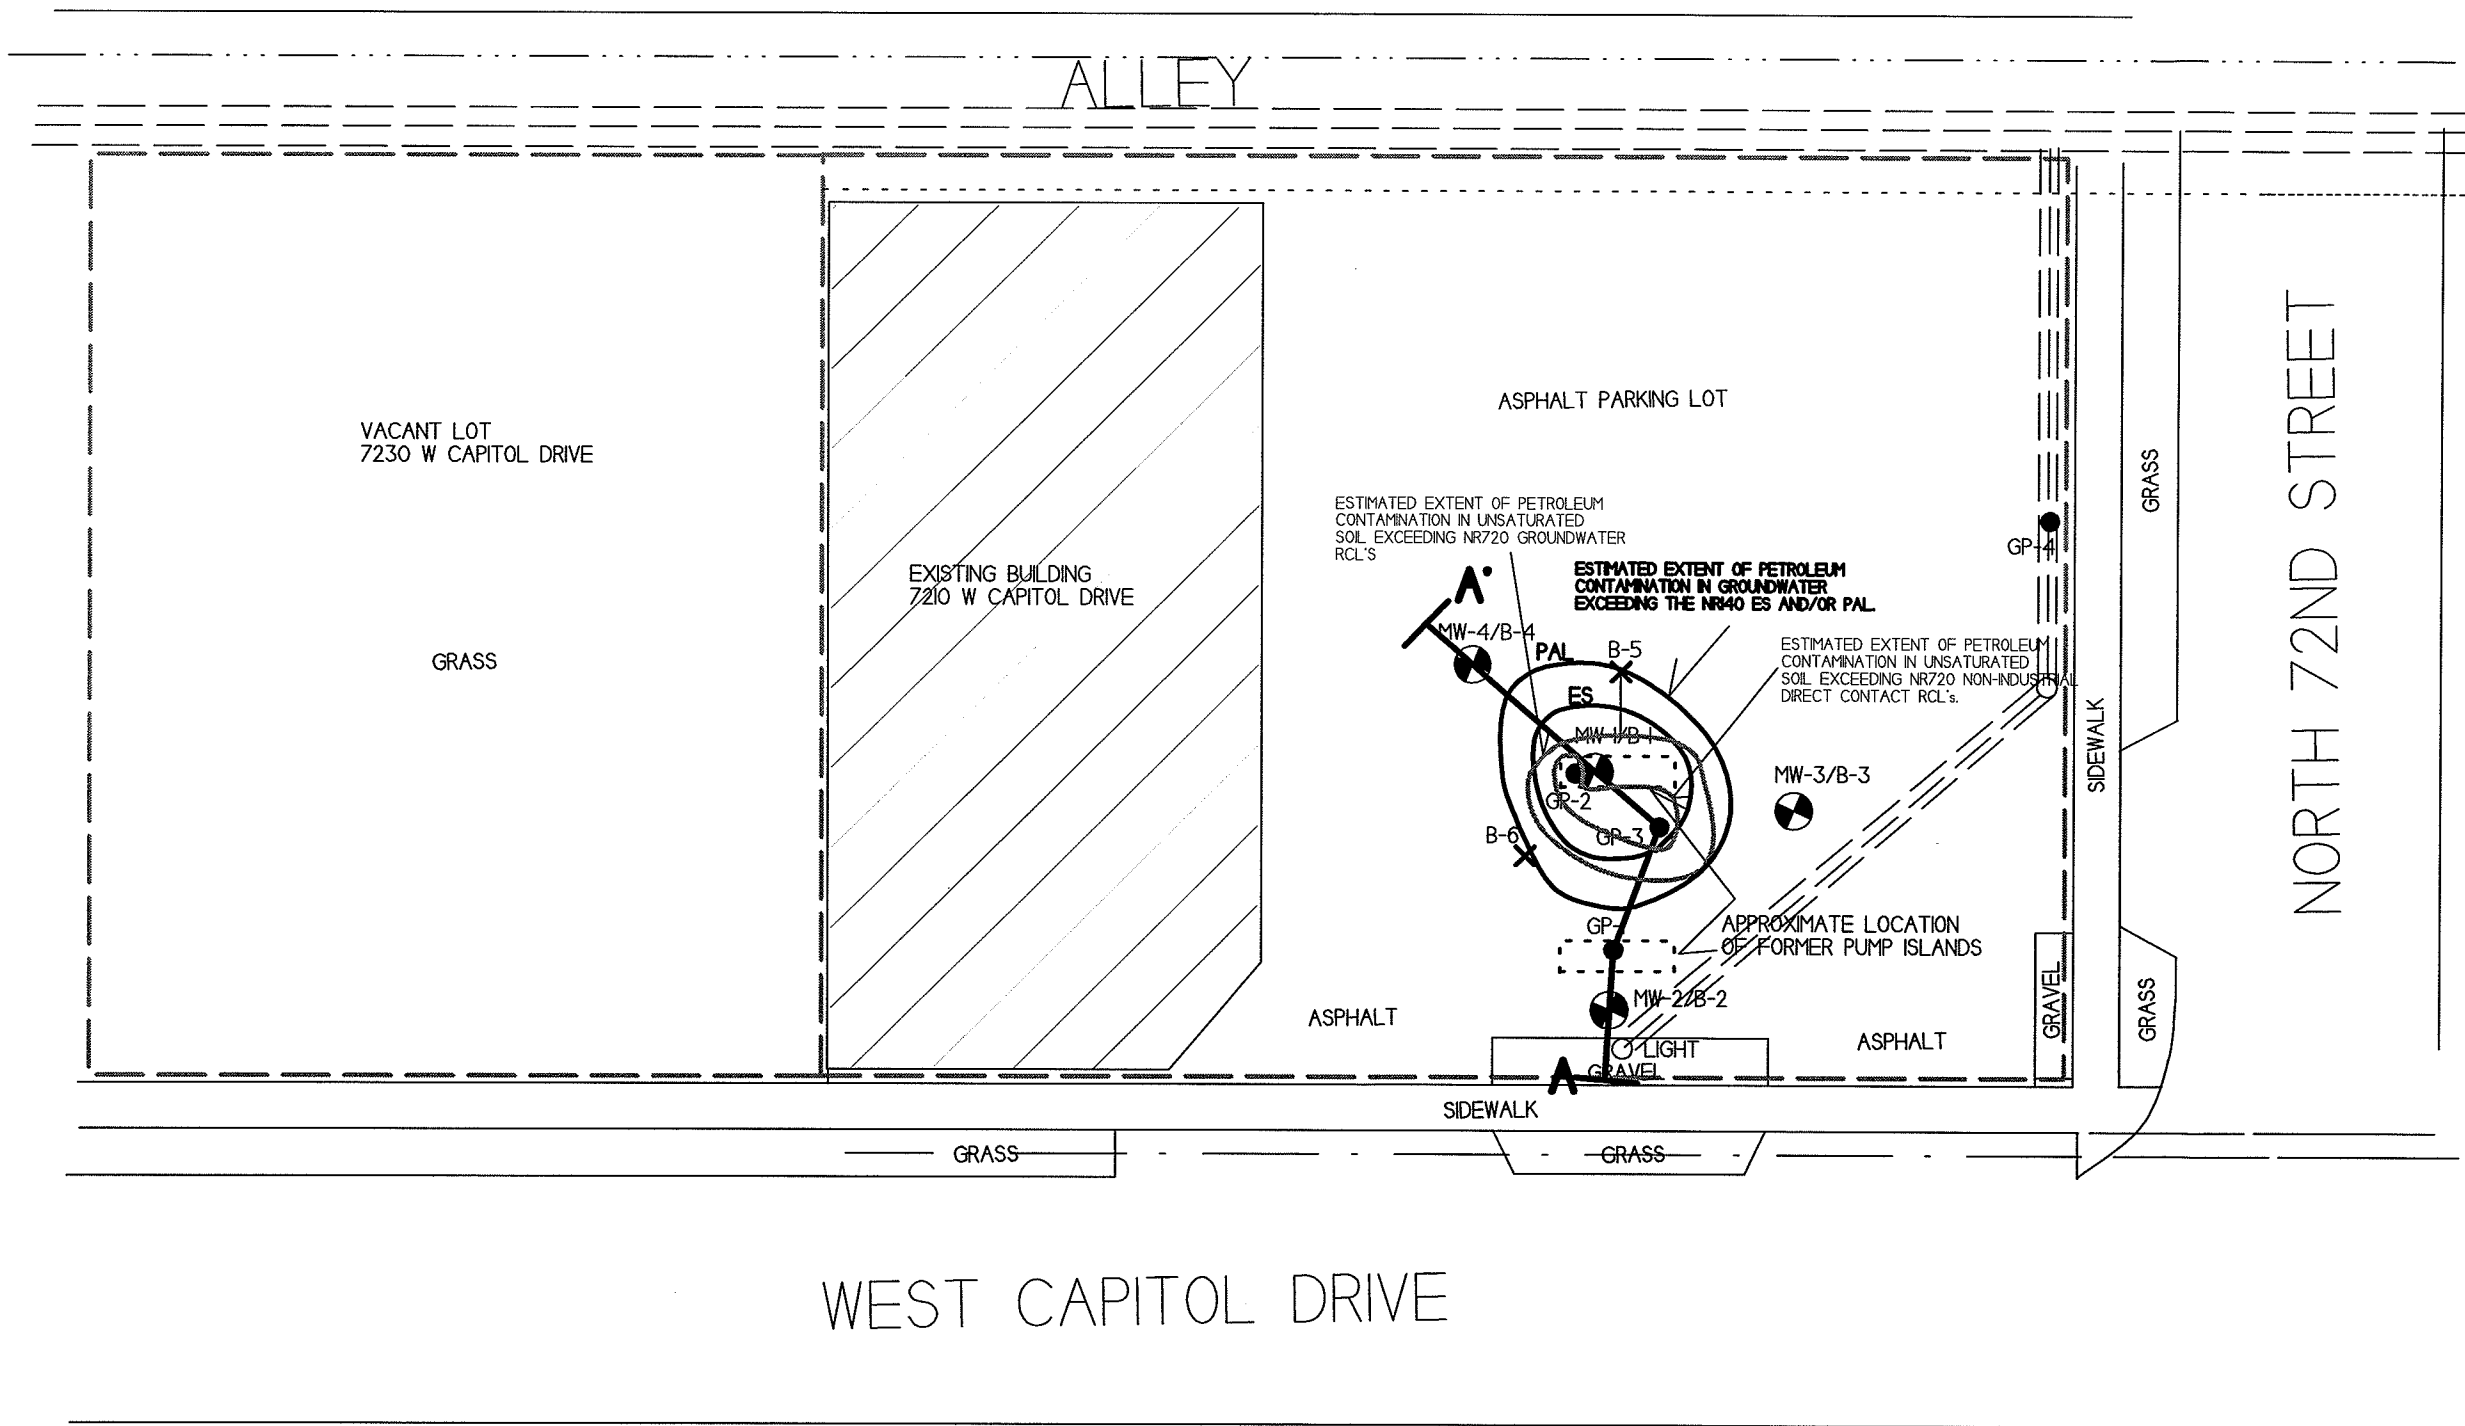 ALLEY
VACANT LOT
7230 W CAPITOL DRIVE
GRASS
EXISTING BUILDING
7210 W CAPITOL DRIVE
ASPHALT PARKING LOT
ESTIMATED EXTENT OF PETROLEUM
CONTAMINATION IN UNSATURATED
SOIL EXCEEDING NR720 GROUNDWATER
RCL'S
ESTIMATED EXTENT OF PETROLEUM
CONTAMINATION IN GROUNDWATER
EXCEEDING THE NR140 ES AND/OR PAL.
ESTIMATED EXTENT OF PETROLEUM
CONTAMINATION IN UNSATURATED
SOIL EXCEEDING NR720 NON-INDUSTRIAL
DIRECT CONTACT RCL's.
A'
MW-4/B-4
PAL
B-5
ES
MW-1/B-1
GP-2
GP-3
B-6
MW-3/B-3
GP-4
GP-1
APPROXIMATE LOCATION
OF FORMER PUMP ISLANDS
MW-2/B-2
LIGHT
GRAVEL
A
ASPHALT
ASPHALT
GRAVEL
SIDEWALK
GRASS
GRASS
NORTH 72ND STREET
SIDEWALK
GRASS
GRASS
WEST CAPITOL DRIVE